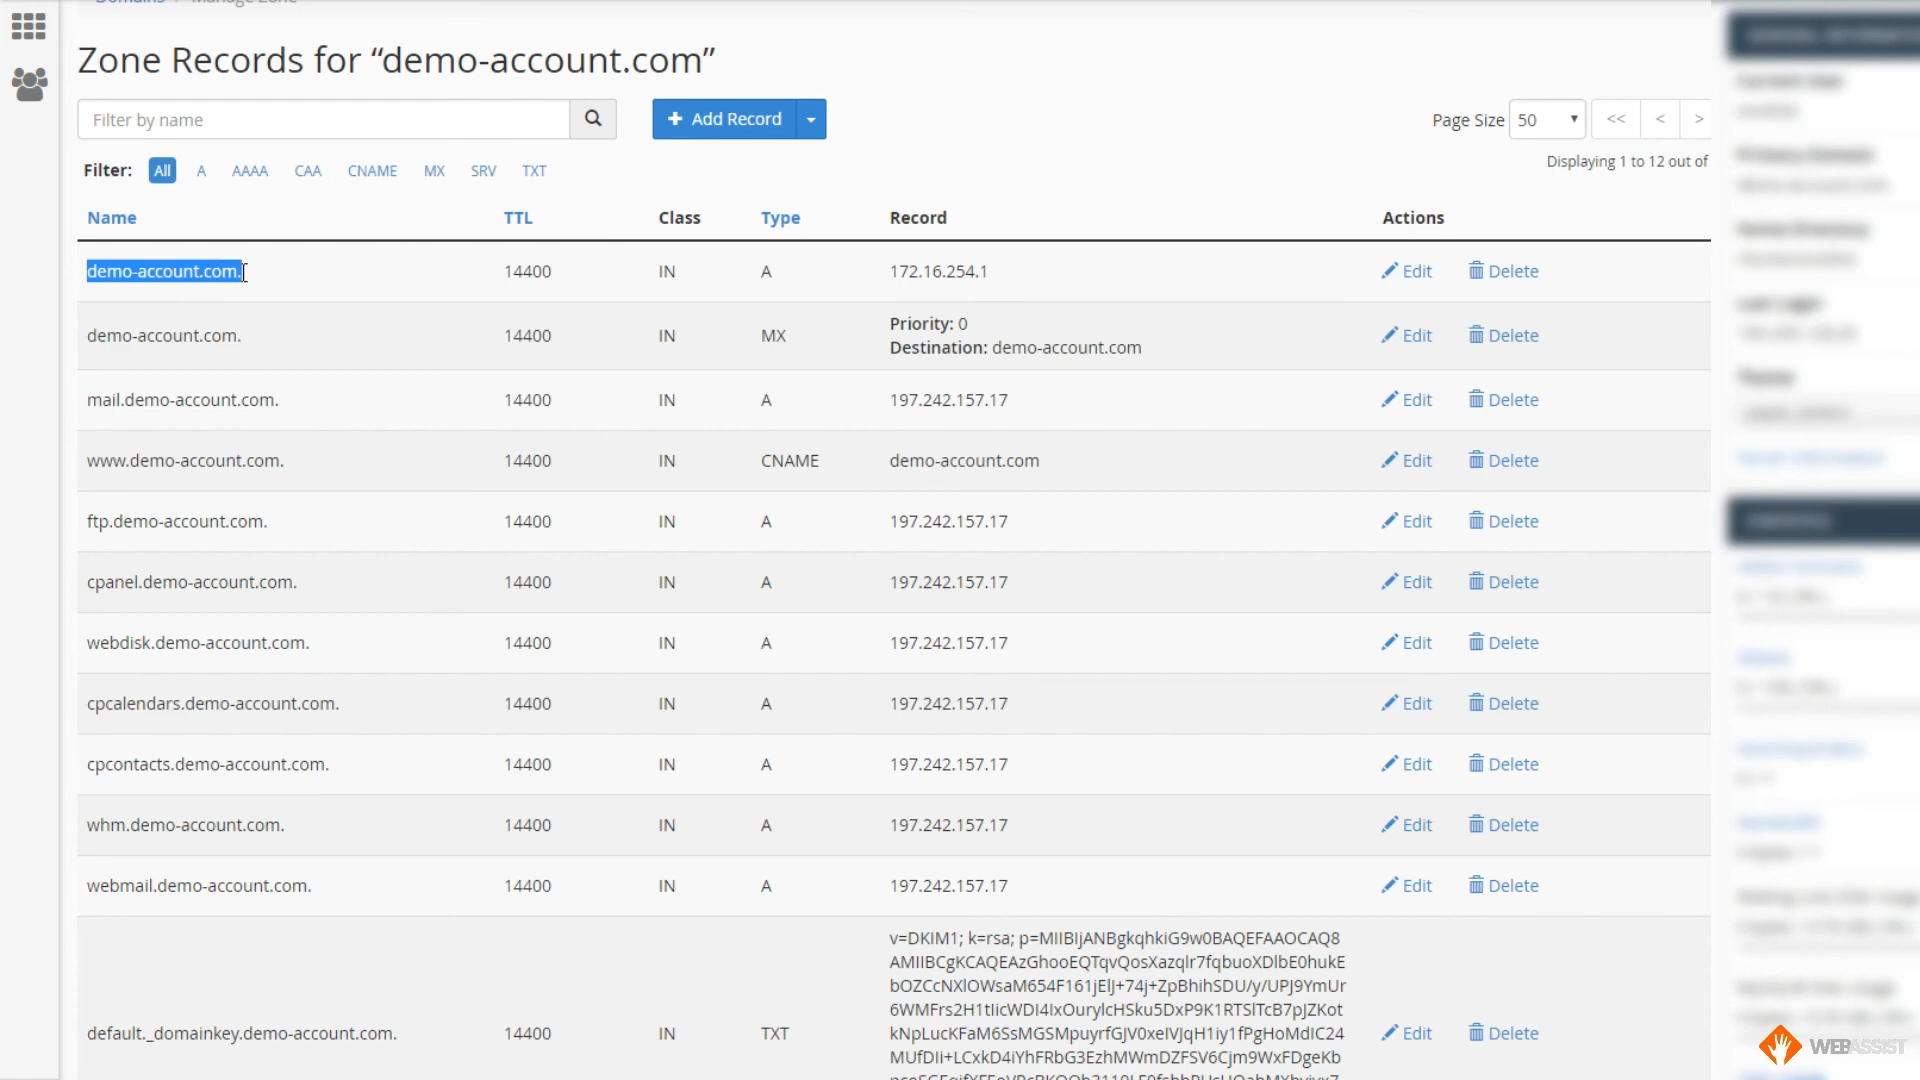 Zone Records for “demo-account.com”
Filter by name
Add Record
Page Size 50 << < >
Filter: All A AAAA CAA CNAME MX SRV TXT
Displaying 1 to 12 out of
Name TTL Class Type Record Actions
demo-account.com. 14400 IN A 172.16.254.1 Edit Delete
demo-account.com. 14400 IN MX Priority: 0 Edit Delete
Destination: demo-account.com
mail.demo-account.com. 14400 IN A 197.242.157.17 Edit Delete
www.demo-account.com. 14400 IN CNAME demo-account.com Edit Delete
ftp.demo-account.com. 14400 IN A 197.242.157.17 Edit Delete
cpanel.demo-account.com. 14400 IN A 197.242.157.17 Edit Delete
webdisk.demo-account.com. 14400 IN A 197.242.157.17 Edit Delete
cpcalendars.demo-account.com. 14400 IN A 197.242.157.17 Edit Delete
cpcontacts.demo-account.com. 14400 IN A 197.242.157.17 Edit Delete
whm.demo-account.com. 14400 IN A 197.242.157.17 Edit Delete
webmail.demo-account.com. 14400 IN A 197.242.157.17 Edit Delete
default._domainkey.demo-account.com. 14400 IN TXT Edit Delete
v=DKIM1; k=rsa; p=MIIBIjANBgkqhkiG9w0BAQEFAAOCAQ8
AMIIBCgKCAQEAzGhooEQTqvQosXazqlr7fqbuoXDlbE0hukE
bOZCcNXlOWsaM654F161jElJ+74j+ZpBhihSDU/y/UPJ9YmUr
6WMFrs2H1tIicWDI4IxOurylcHSku5DxP9K1RTSlTcB7pJZKot
kNpLucKFaM6SsMGSMpuyrfGJV0xeIVJqH1iy1fPgHoMdIC24
MUfDIi+LCxkD4iYhFRbG3EzhMWmDZFSV6Cjm9WxFDgeKb
WEBASSIST